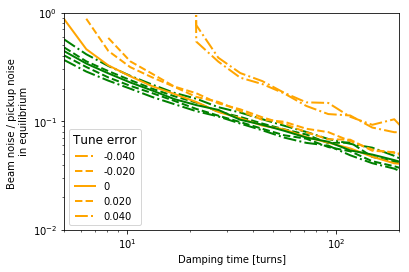 Beam noise / pickup noise
in equilibrium
10⁰
10⁻¹
10⁻²
Tune error
-0.040
-0.020
0
0.020
0.040
10¹
10²
Damping time [turns]